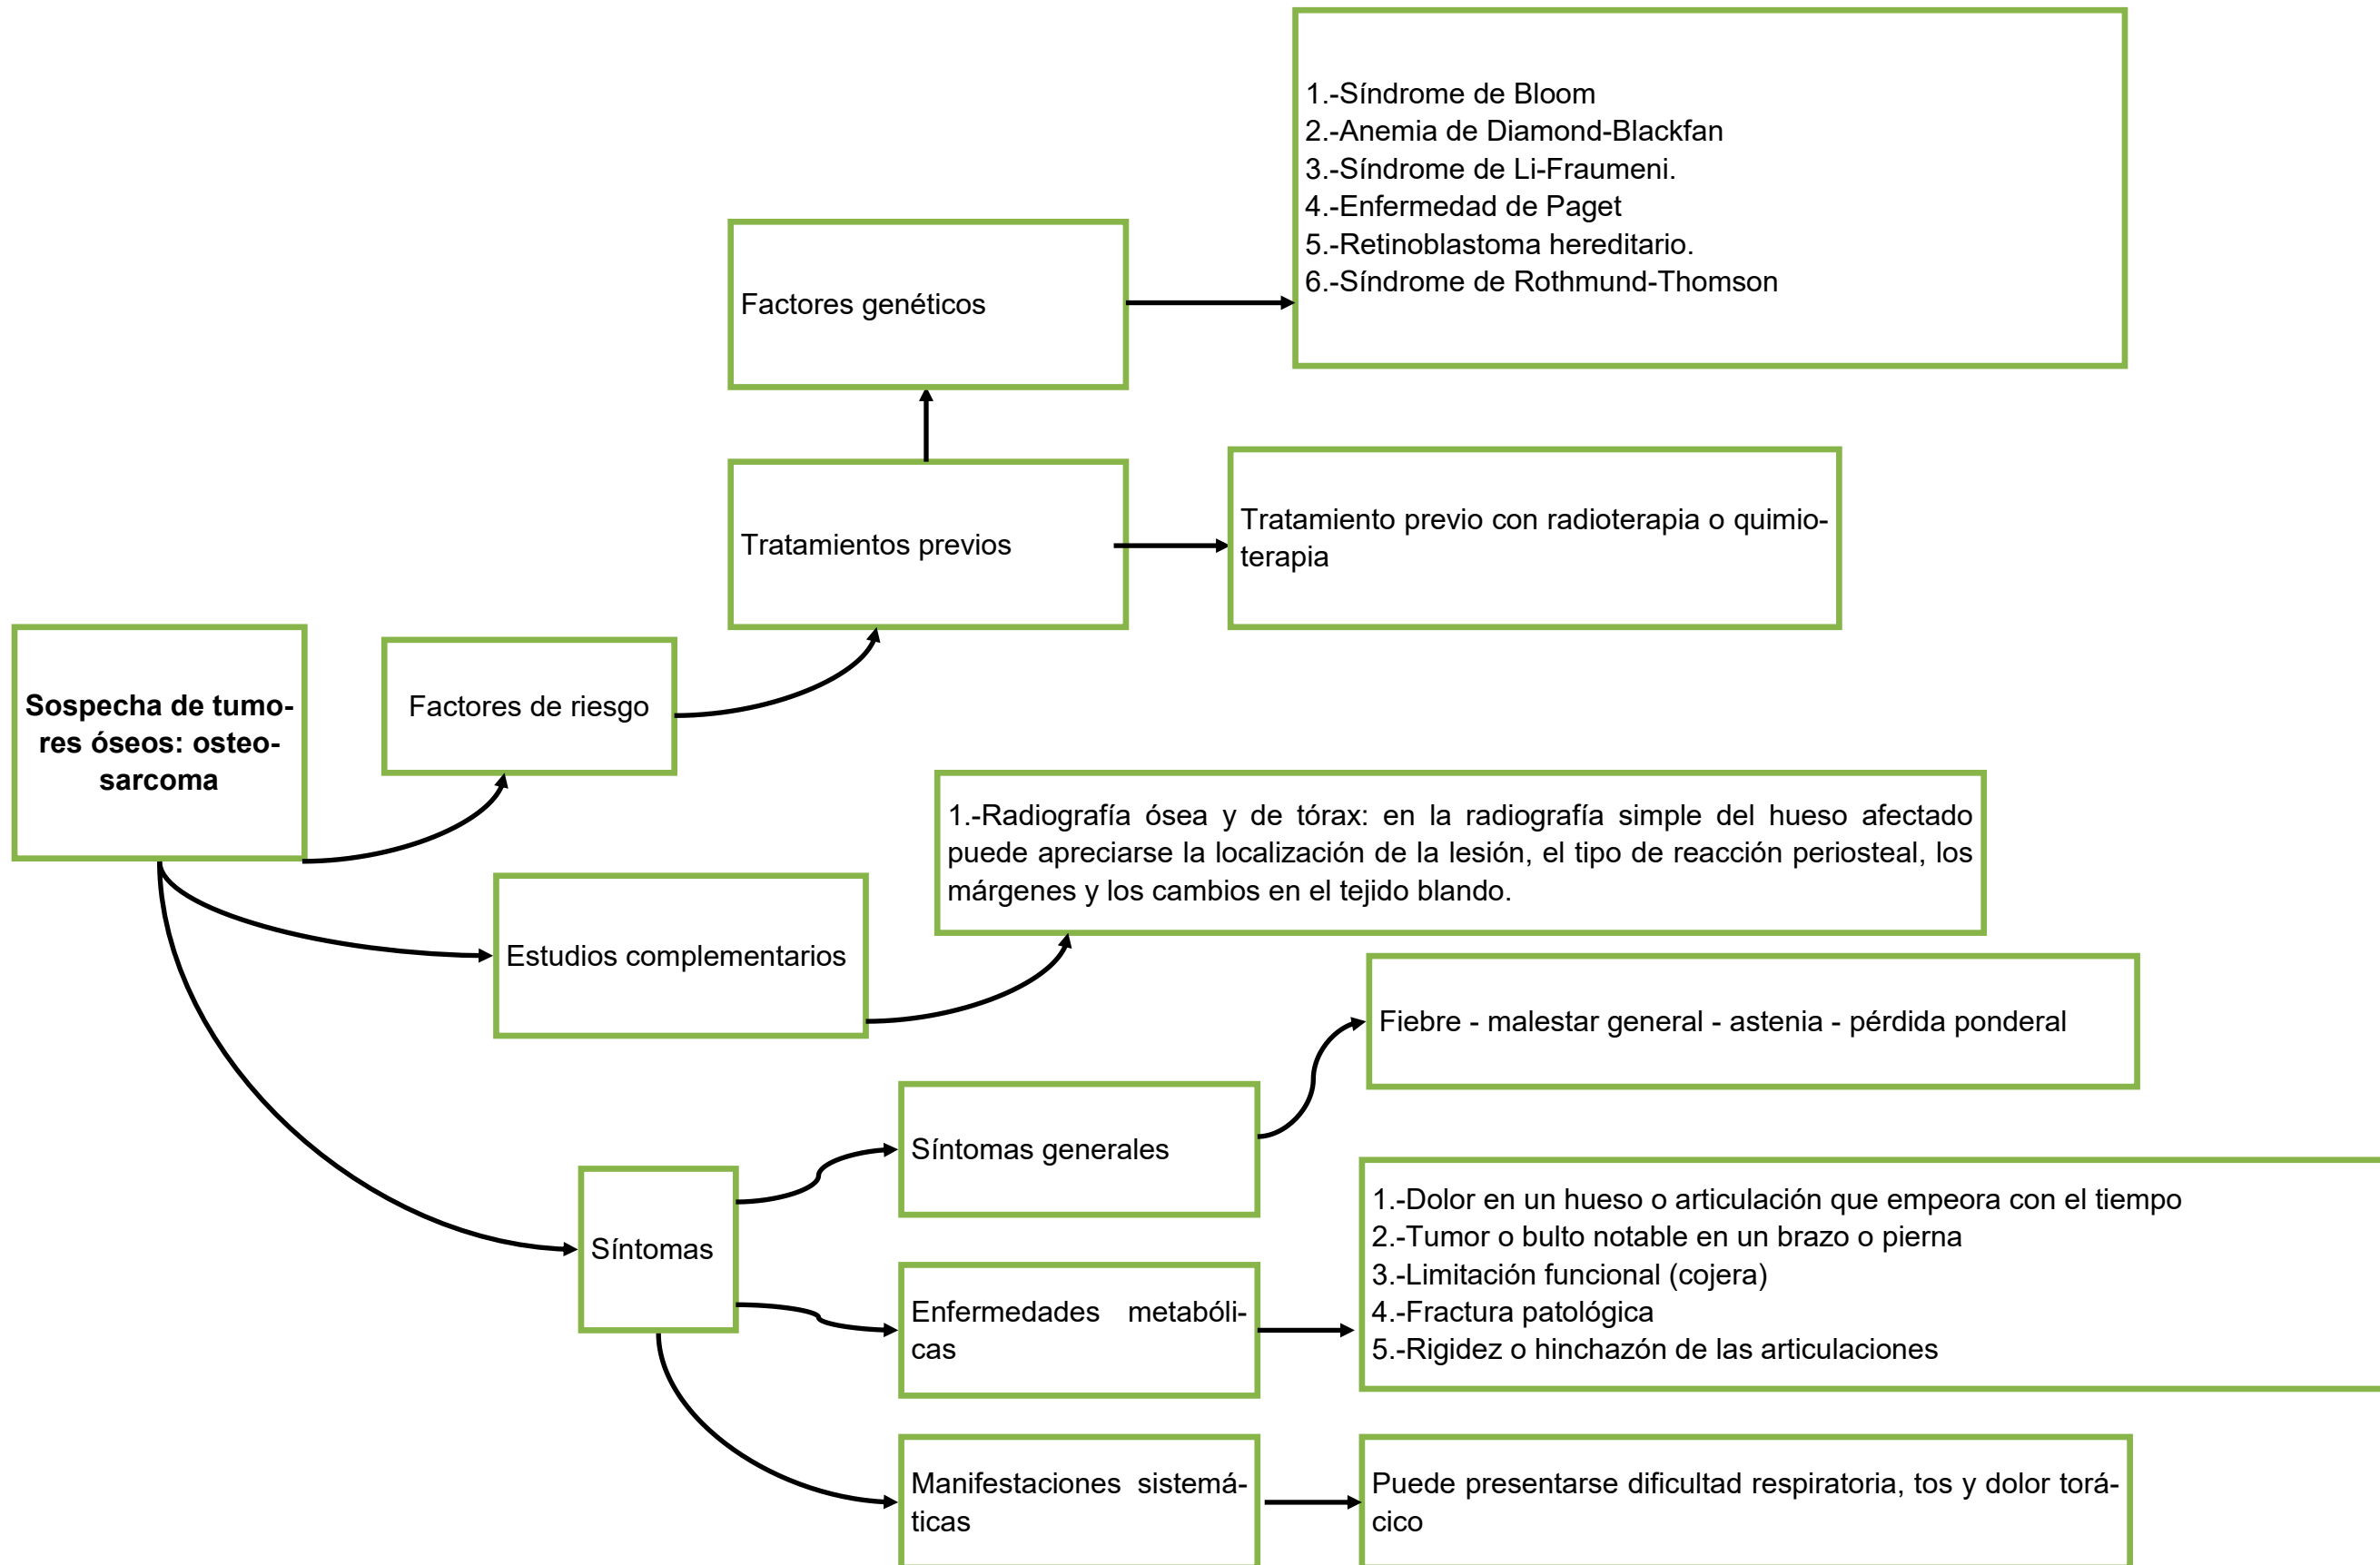 1.-Síndrome de Bloom
2.-Anemia de Diamond-Blackfan
3.-Síndrome de Li-Fraumeni.
4.-Enfermedad de Paget
5.-Retinoblastoma hereditario.
6.-Síndrome de Rothmund-Thomson
Factores genéticos
Tratamientos previos
Tratamiento previo con radioterapia o quimio-
terapia
Sospecha de tumo-
res óseos: osteo-
sarcoma
Factores de riesgo
1.-Radiografía ósea y de tórax: en la radiografía simple del hueso afectado
puede apreciarse la localización de la lesión, el tipo de reacción periosteal, los
márgenes y los cambios en el tejido blando.
Estudios complementarios
Fiebre - malestar general - astenia - pérdida ponderal
Síntomas generales
Síntomas
1.-Dolor en un hueso o articulación que empeora con el tiempo
2.-Tumor o bulto notable en un brazo o pierna
3.-Limitación funcional (cojera)
4.-Fractura patológica
5.-Rigidez o hinchazón de las articulaciones
Enfermedades metabóli-
cas
Manifestaciones sistemá-
ticas
Puede presentarse dificultad respiratoria, tos y dolor torá-
cico